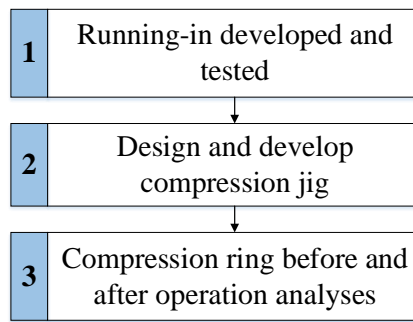 1
Running-in developed and
tested
2
Design and develop
compression jig
3
Compression ring before and
after operation analyses